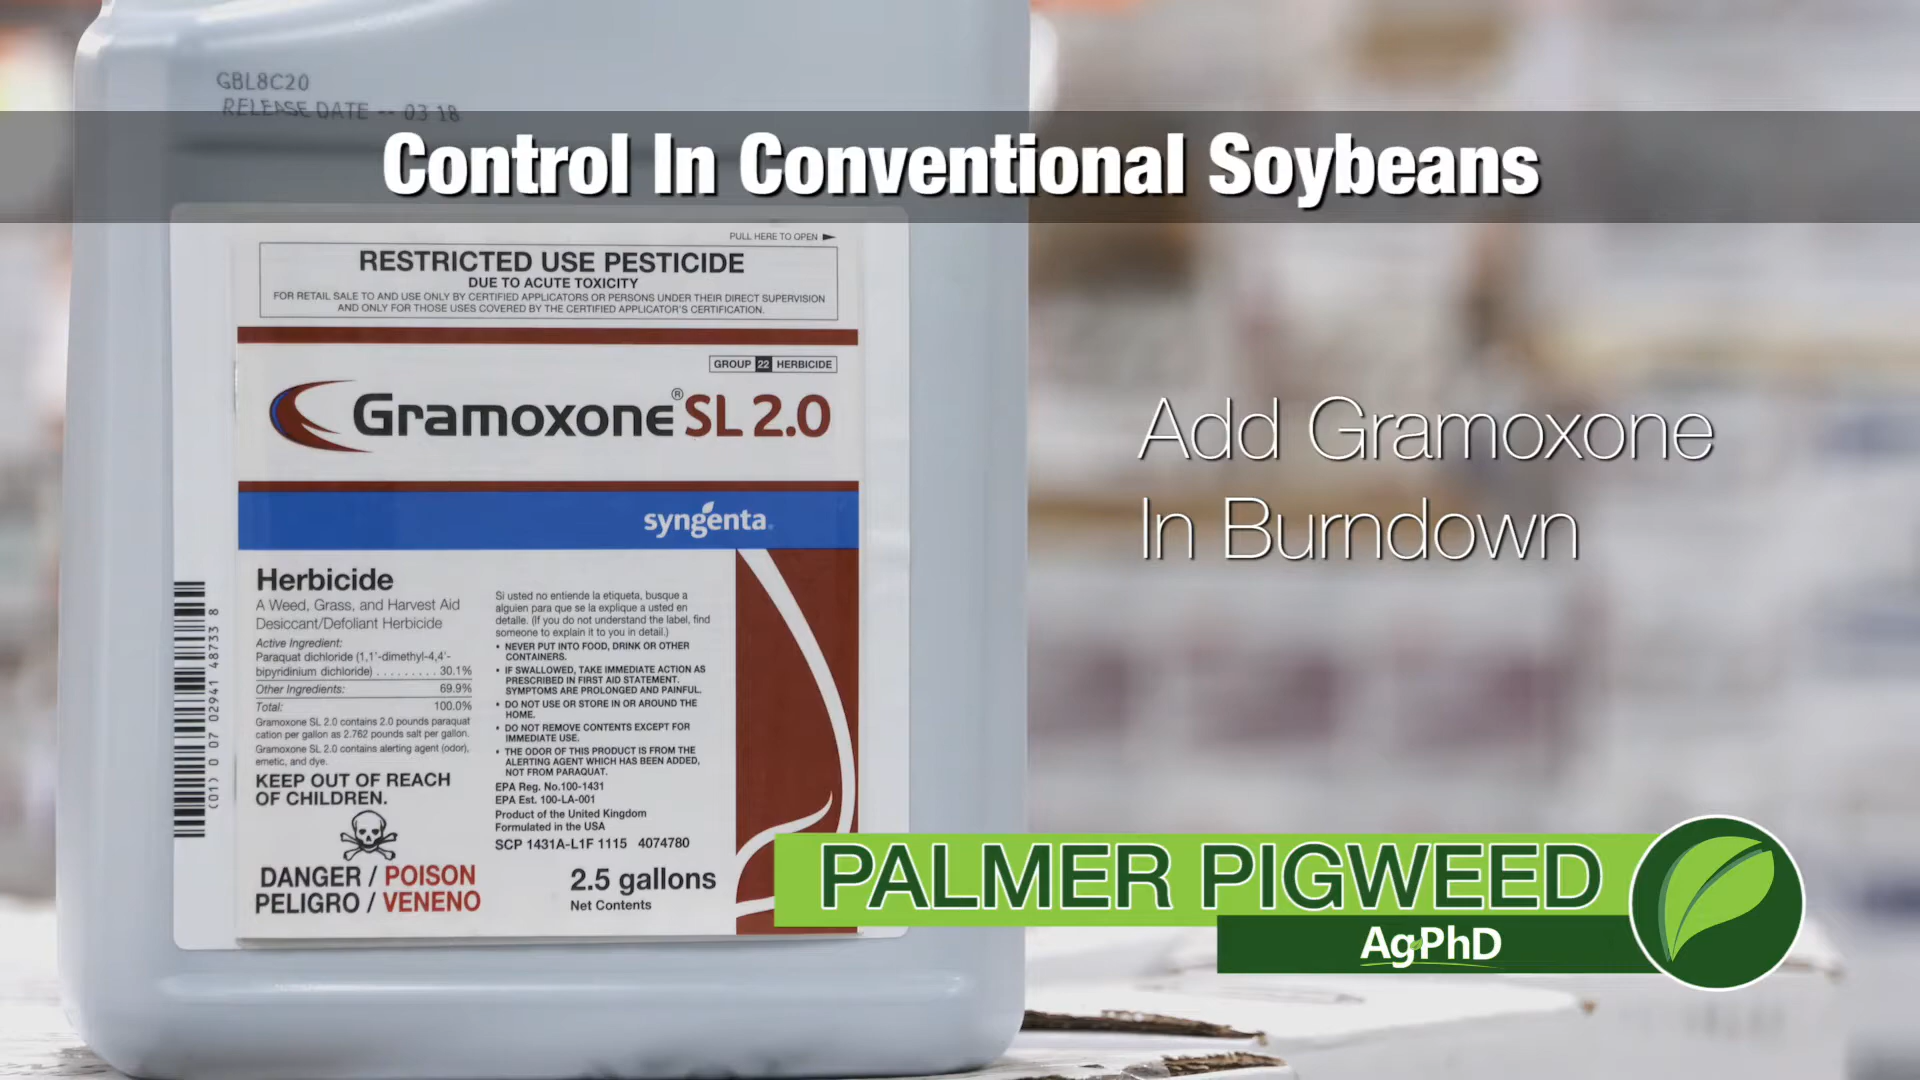 GBL8C20
RELEASE DATE -- 03 18
Control In Conventional Soybeans
PULL HERE TO OPEN
RESTRICTED USE PESTICIDE
DUE TO ACUTE TOXICITY
FOR RETAIL SALE TO AND USE ONLY BY CERTIFIED APPLICATORS OR PERSONS UNDER THEIR DIRECT SUPERVISION
AND ONLY FOR THOSE USES COVERED BY THE CERTIFIED APPLICATOR'S CERTIFICATION.
GROUP 22 HERBICIDE
Gramoxone® SL 2.0
syngenta®
Herbicide
A Weed, Grass, and Harvest Aid
Desiccant/Defoliant Herbicide
Active Ingredient:
Paraquat dichloride (1,1'-dimethyl-4,4'-
bipyridinium dichloride) ......... 30.1%
Other Ingredients: 69.9%
Total: 100.0%
Gramoxone SL 2.0 contains 2.0 pounds paraquat
cation per gallon as 2.762 pounds salt per gallon.
Gramoxone SL 2.0 contains alerting agent (odor),
emetic, and dye.
KEEP OUT OF REACH
OF CHILDREN.
DANGER / POISON
PELIGRO / VENENO
Si usted no entiende la etiqueta, busque a
alguien para que se la explique a usted en
detalle. (If you do not understand the label, find
someone to explain it to you in detail.)
• NEVER PUT INTO FOOD, DRINK OR OTHER
CONTAINERS.
• IF SWALLOWED, TAKE IMMEDIATE ACTION AS
PRESCRIBED IN FIRST AID STATEMENT.
SYMPTOMS ARE PROLONGED AND PAINFUL.
• DO NOT USE OR STORE IN OR AROUND THE
HOME.
• DO NOT REMOVE CONTENTS EXCEPT FOR
IMMEDIATE USE.
• THE ODOR OF THIS PRODUCT IS FROM THE
ALERTING AGENT WHICH HAS BEEN ADDED,
NOT FROM PARAQUAT.
EPA Reg. No.100-1431
EPA Est. 100-LA-001
Product of the United Kingdom
Formulated in the USA
SCP 1431A-L1F 1115 4074780
2.5 gallons
Net Contents
(01) 0 07 02941 48733 8
Add Gramoxone
In Burndown
PALMER PIGWEED
AgPhD